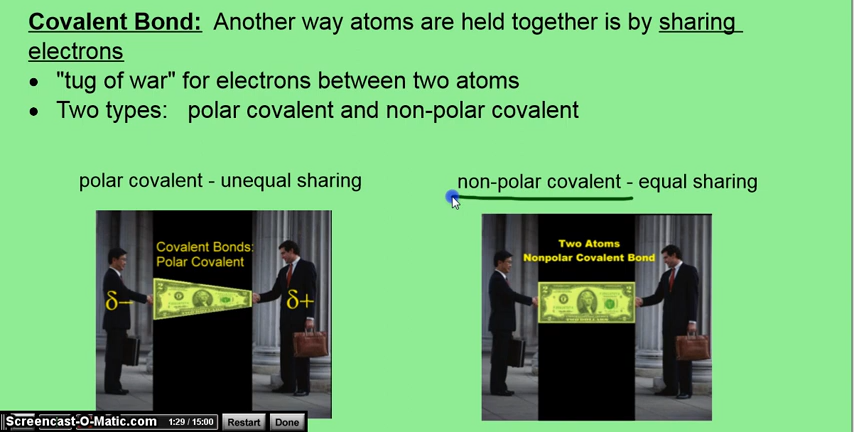 Covalent Bond: Another way atoms are held together is by sharing
electrons
• "tug of war" for electrons between two atoms
• Two types: polar covalent and non-polar covalent
polar covalent - unequal sharing
non-polar covalent - equal sharing
Covalent Bonds:
Polar Covalent
δ−
δ+
Two Atoms
Nonpolar Covalent Bond
Screencast-O-Matic.com 1:29 / 15:00 Restart Done